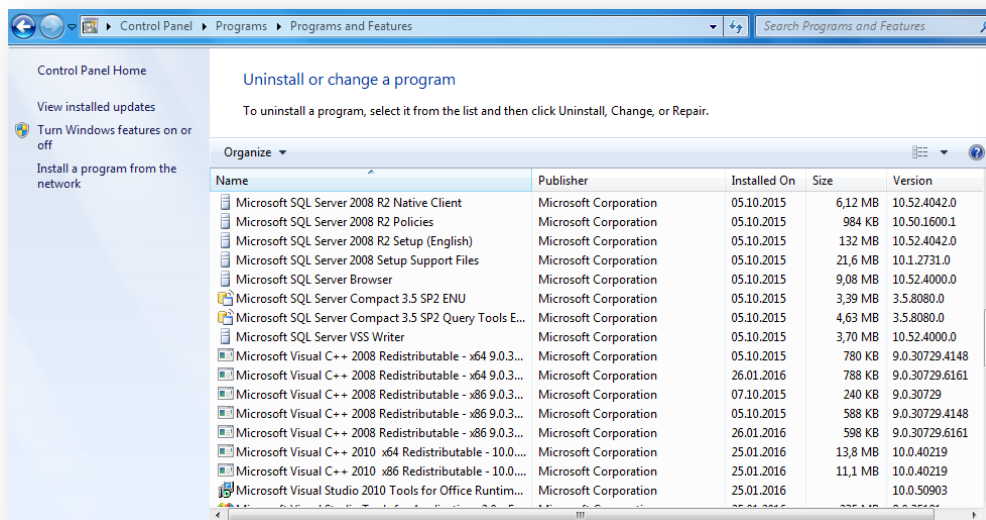 Control Panel Programs Programs and Features Search Programs and Features
Control Panel Home
View installed updates
Turn Windows features on or
off
Install a program from the
network
Uninstall or change a program
To uninstall a program, select it from the list and then click Uninstall, Change, or Repair.
Organize
Name Publisher Installed On Size Version
Microsoft SQL Server 2008 R2 Native Client Microsoft Corporation 05.10.2015 6,12 MB 10.52.4042.0
Microsoft SQL Server 2008 R2 Policies Microsoft Corporation 05.10.2015 984 KB 10.50.1600.1
Microsoft SQL Server 2008 R2 Setup (English) Microsoft Corporation 05.10.2015 132 MB 10.52.4042.0
Microsoft SQL Server 2008 Setup Support Files Microsoft Corporation 05.10.2015 21,6 MB 10.1.2731.0
Microsoft SQL Server Browser Microsoft Corporation 05.10.2015 9,08 MB 10.52.4000.0
Microsoft SQL Server Compact 3.5 SP2 ENU Microsoft Corporation 05.10.2015 3,39 MB 3.5.8080.0
Microsoft SQL Server Compact 3.5 SP2 Query Tools E... Microsoft Corporation 05.10.2015 4,63 MB 3.5.8080.0
Microsoft SQL Server VSS Writer Microsoft Corporation 05.10.2015 3,70 MB 10.52.4000.0
Microsoft Visual C++ 2008 Redistributable - x64 9.0.3... Microsoft Corporation 05.10.2015 780 KB 9.0.30729.4148
Microsoft Visual C++ 2008 Redistributable - x64 9.0.3... Microsoft Corporation 26.01.2016 788 KB 9.0.30729.6161
Microsoft Visual C++ 2008 Redistributable - x86 9.0.3... Microsoft Corporation 07.10.2015 240 KB 9.0.30729
Microsoft Visual C++ 2008 Redistributable - x86 9.0.3... Microsoft Corporation 05.10.2015 588 KB 9.0.30729.4148
Microsoft Visual C++ 2008 Redistributable - x86 9.0.3... Microsoft Corporation 26.01.2016 598 KB 9.0.30729.6161
Microsoft Visual C++ 2010 x64 Redistributable - 10.0.... Microsoft Corporation 25.01.2016 13,8 MB 10.0.40219
Microsoft Visual C++ 2010 x86 Redistributable - 10.0.... Microsoft Corporation 25.01.2016 11,1 MB 10.0.40219
Microsoft Visual Studio 2010 Tools for Office Runtim... Microsoft Corporation 25.01.2016 10.0.50903